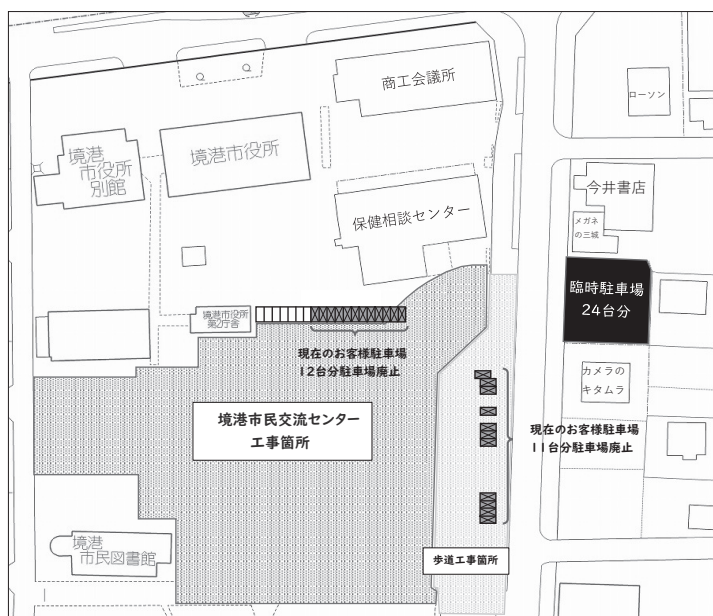 商工会議所
ローソン
境港
市役所
別館
境港市役所
今井書店
メガネ
の三城
保健相談センター
臨時駐車場
24台分
境港市役所
第2庁舎
現在のお客様駐車場
12台分駐車場廃止
カメラの
キタムラ
境港市民交流センター
工事箇所
現在のお客様駐車場
11台分駐車場廃止
境港
市民図書館
歩道工事箇所